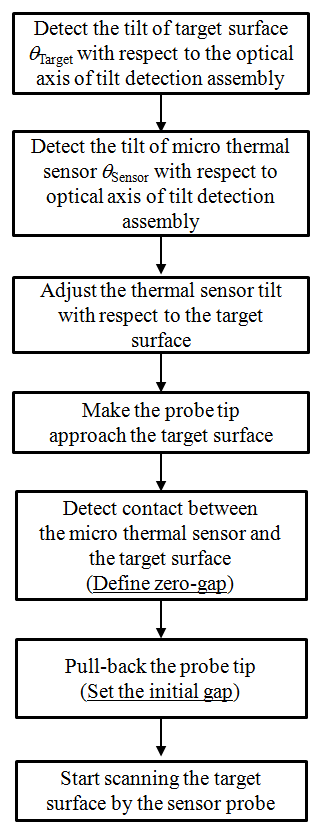 Detect the tilt of target surface
θTarget with respect to the optical
axis of tilt detection assembly
Detect the tilt of micro thermal
sensor θSensor with respect to
optical axis of tilt detection
assembly
Adjust the thermal sensor tilt
with respect to the target
surface
Make the probe tip
approach the target surface
Detect contact between
the micro thermal sensor and
the target surface
(Define zero-gap)
Pull-back the probe tip
(Set the initial gap)
Start scanning the target
surface by the sensor probe